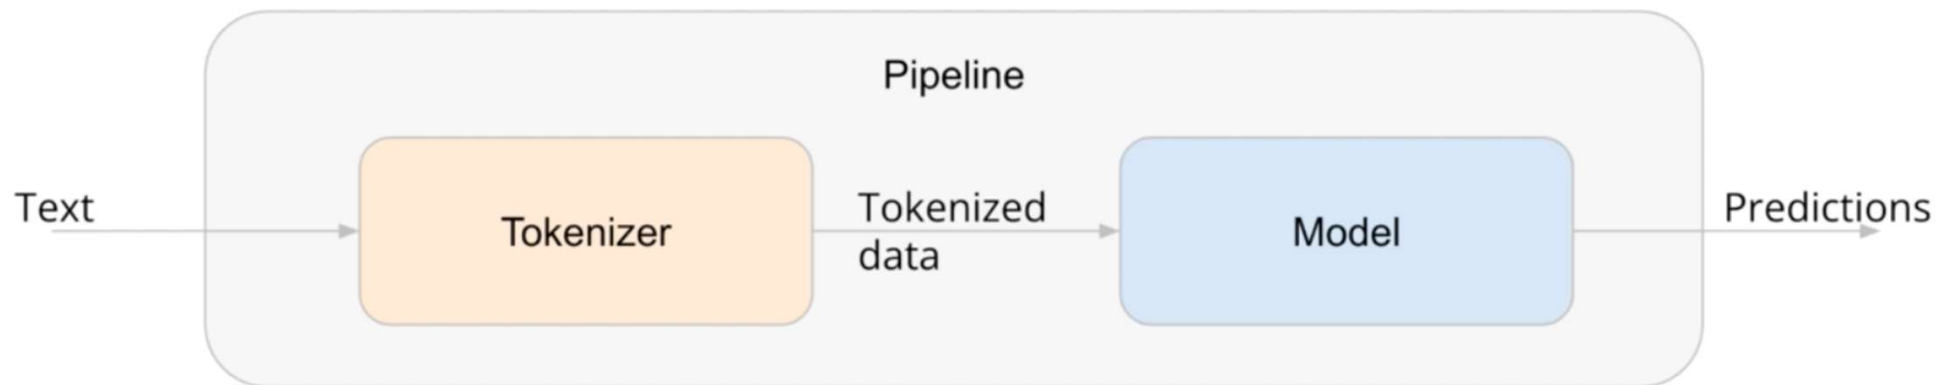 Pipeline
Text
Tokenizer
Tokenized
data
Model
Predictions